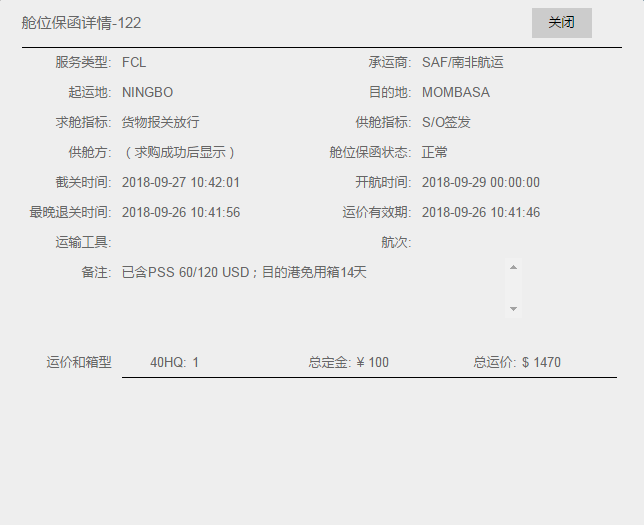 舱位保函详情-122 关闭
服务类型: FCL 承运商: SAF/南非航运
起运地: NINGBO 目的地: MOMBASA
求舱指标: 货物报关放行 供舱指标: S/O签发
供舱方: （求购成功后显示） 舱位保函状态: 正常
截关时间: 2018-09-27 10:42:01 开航时间: 2018-09-29 00:00:00
最晚退关时间: 2018-09-26 10:41:56 运价有效期: 2018-09-26 10:41:46
运输工具: 航次:
备注: 已含PSS 60/120 USD；目的港免用箱14天
运价和箱型 40HQ: 1 总定金: ¥ 100 总运价: $ 1470